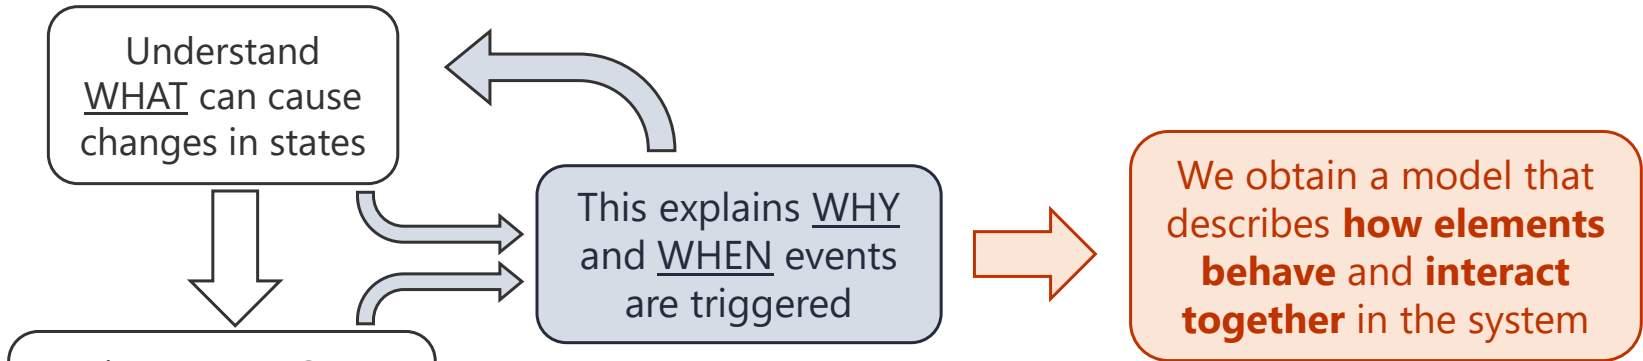 Understand
WHAT can cause
changes in states
This explains WHY
and WHEN events
are triggered
We obtain a model that
describes how elements
behave and interact
together in the system